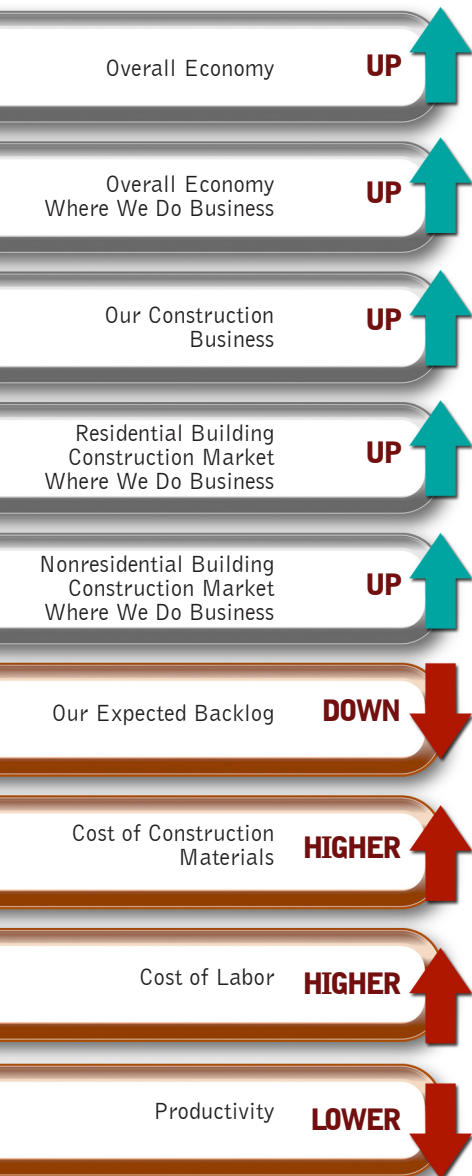 Overall Economy UP
Overall Economy
Where We Do Business UP
Our Construction
Business UP
Residential Building
Construction Market
Where We Do Business UP
Nonresidential Building
Construction Market
Where We Do Business UP
Our Expected Backlog DOWN
Cost of Construction
Materials HIGHER
Cost of Labor HIGHER
Productivity LOWER